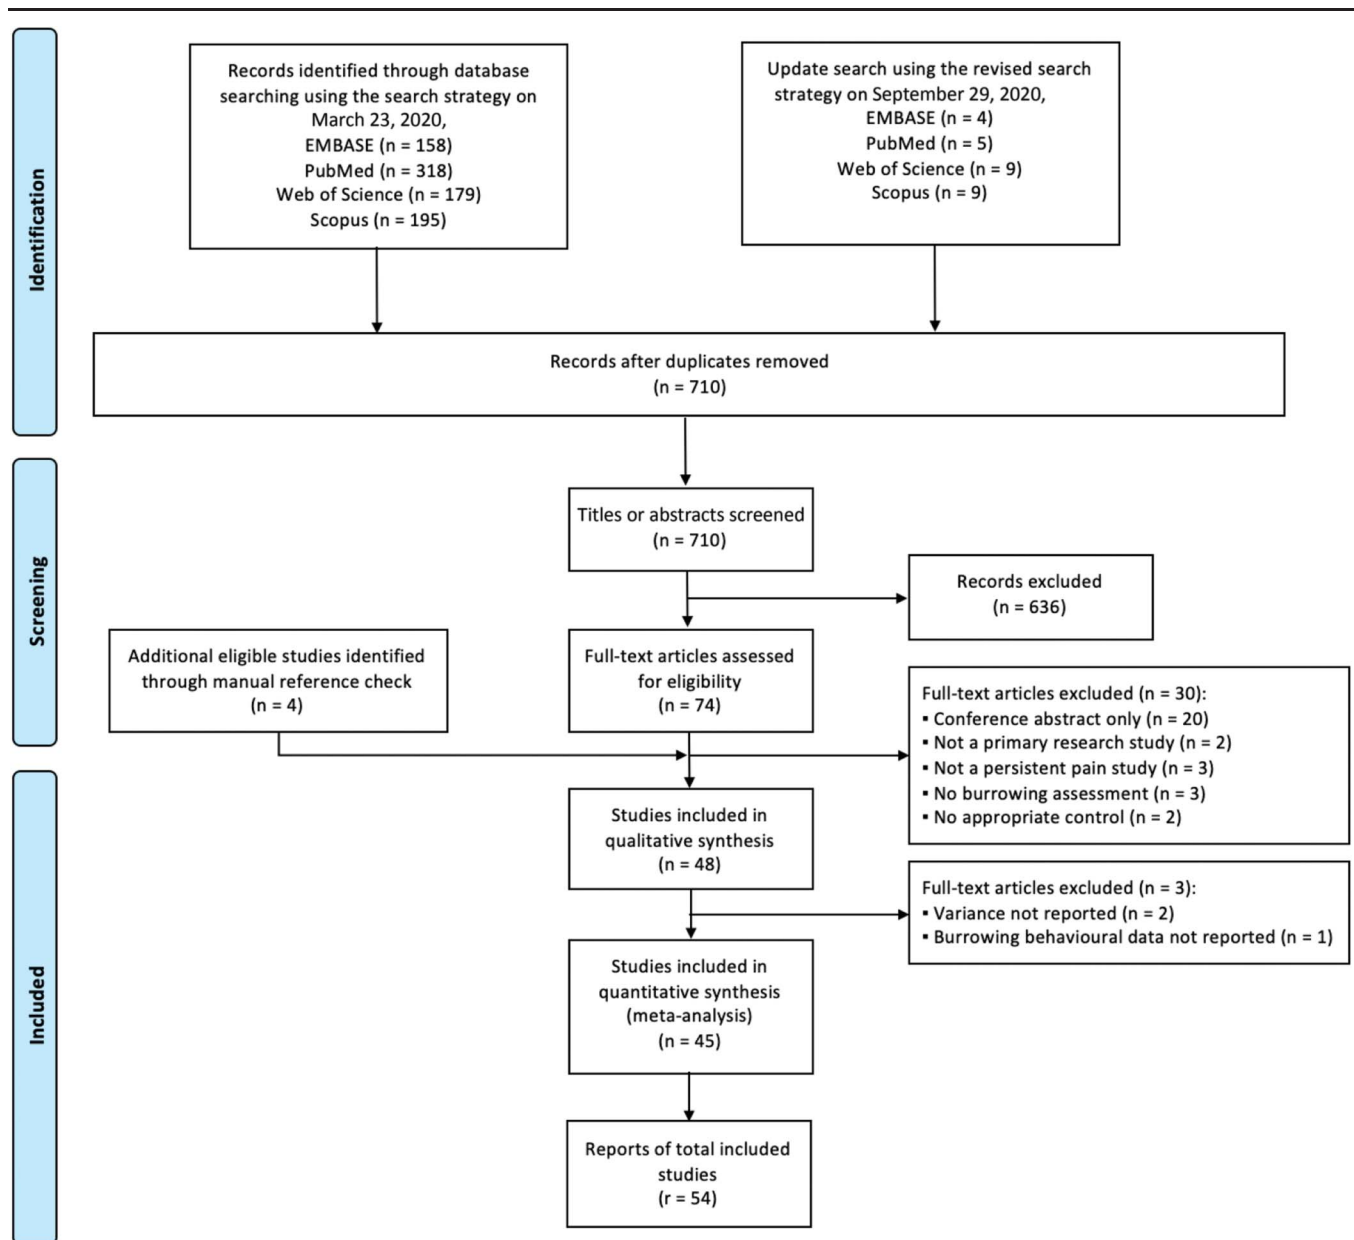 Identification
Records identified through database
searching using the search strategy on
March 23, 2020,
EMBASE (n = 158)
PubMed (n = 318)
Web of Science (n = 179)
Scopus (n = 195)
Update search using the revised search
strategy on September 29, 2020,
EMBASE (n = 4)
PubMed (n = 5)
Web of Science (n = 9)
Scopus (n = 9)
Records after duplicates removed
(n = 710)
Screening
Titles or abstracts screened
(n = 710)
Records excluded
(n = 636)
Additional eligible studies identified
through manual reference check
(n = 4)
Full-text articles assessed
for eligibility
(n = 74)
Full-text articles excluded (n = 30):
▪ Conference abstract only (n = 20)
▪ Not a primary research study (n = 2)
▪ Not a persistent pain study (n = 3)
▪ No burrowing assessment (n = 3)
▪ No appropriate control (n = 2)
Included
Studies included in
qualitative synthesis
(n = 48)
Full-text articles excluded (n = 3):
▪ Variance not reported (n = 2)
▪ Burrowing behavioural data not reported (n = 1)
Studies included in
quantitative synthesis
(meta-analysis)
(n = 45)
Reports of total included
studies
(r = 54)